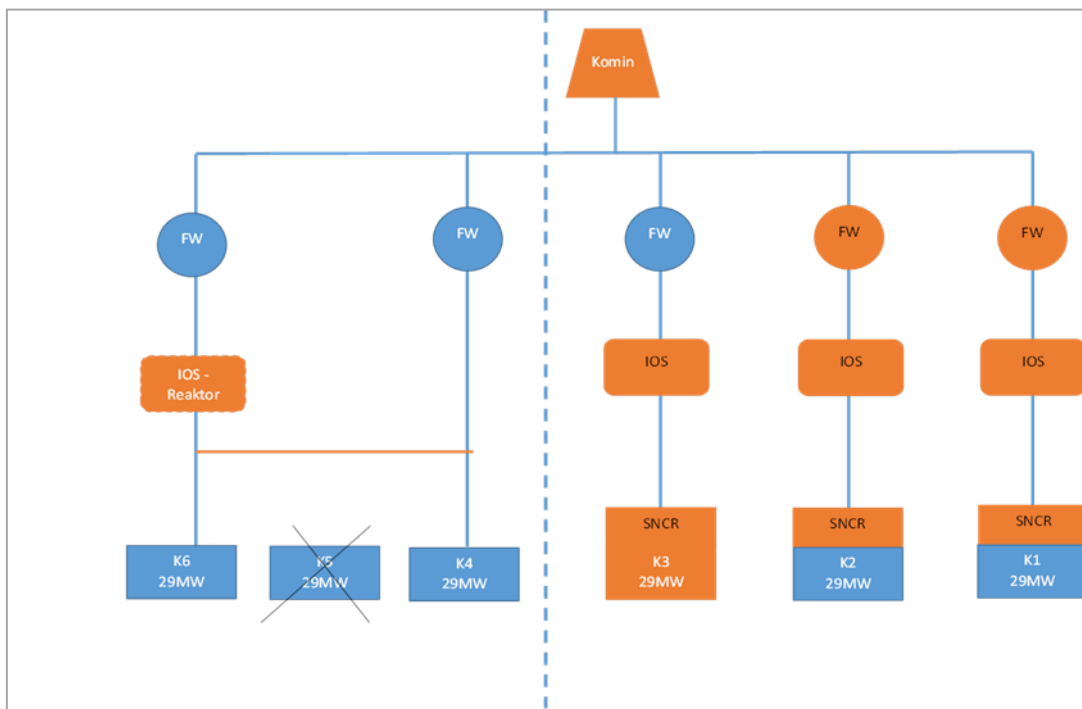 Komin
FW
FW
FW
FW
FW
IOS -
Reaktor
IOS
IOS
IOS
K6
29MW
K5
29MW
K4
29MW
SNCR
K3
29MW
SNCR
K2
29MW
SNCR
K1
29MW